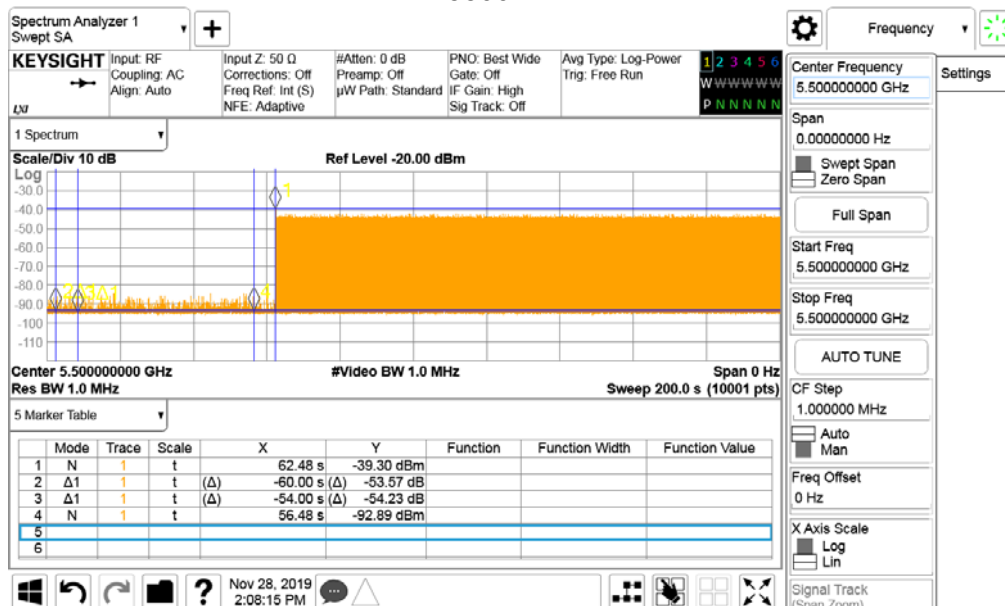 Spectrum Analyzer 1
Swept SA
+
Frequency
KEYSIGHT
LXI
Input: RF
Coupling: AC
Align: Auto
Input Z: 50 Ω
Corrections: Off
Freq Ref: Int (S)
NFE: Adaptive
#Atten: 0 dB
Preamp: Off
µW Path: Standard
PNO: Best Wide
Gate: Off
IF Gain: High
Sig Track: Off
Avg Type: Log-Power
Trig: Free Run
1 2 3 4 5 6
W W W W W W
P N N N N N
Center Frequency
5.500000000 GHz
Settings
Span
0.00000000 Hz
Swept Span
Zero Span
Full Span
Start Freq
5.500000000 GHz
Stop Freq
5.500000000 GHz
AUTO TUNE
CF Step
1.000000 MHz
Auto
Man
Freq Offset
0 Hz
X Axis Scale
Log
Lin
Signal Track
(Span Zoom)
1 Spectrum
Scale/Div 10 dB
Ref Level -20.00 dBm
Log
-30.0
-40.0
-50.0
-60.0
-70.0
-80.0
-90.0
-100
-110
1
2 3Δ1
4
Center 5.500000000 GHz
#Video BW 1.0 MHz
Span 0 Hz
Res BW 1.0 MHz
Sweep 200.0 s (10001 pts)
5 Marker Table
Mode Trace Scale X Y Function Function Width Function Value
1 N 1 t 62.48 s -39.30 dBm
2 Δ1 1 t (Δ) -60.00 s (Δ) -53.57 dB
3 Δ1 1 t (Δ) -54.00 s (Δ) -54.23 dB
4 N 1 t 56.48 s -92.89 dBm
5
6
?
Nov 28, 2019
2:08:15 PM